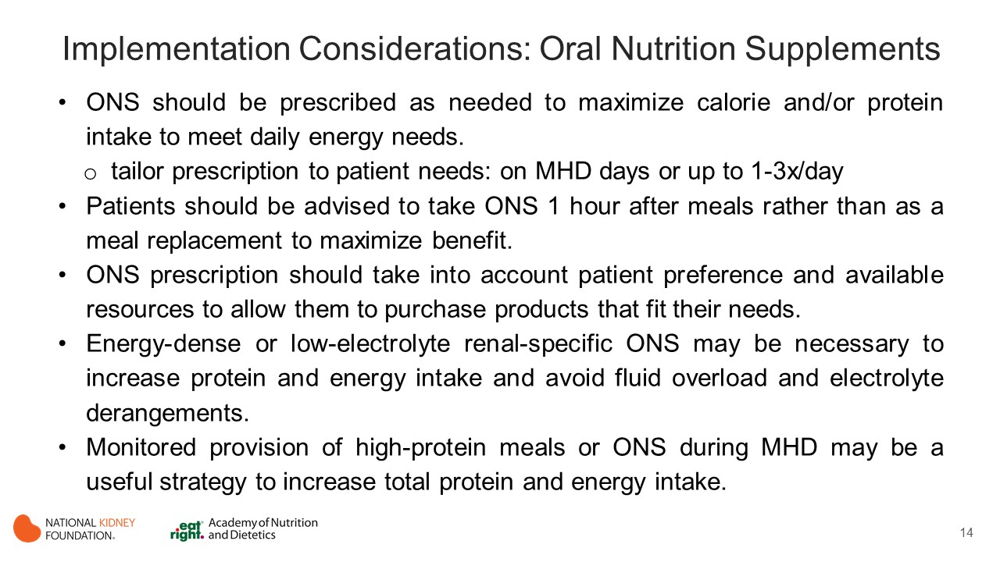 Implementation Considerations: Oral Nutrition Supplements
• ONS should be prescribed as needed to maximize calorie and/or protein
intake to meet daily energy needs.
o tailor prescription to patient needs: on MHD days or up to 1-3x/day
• Patients should be advised to take ONS 1 hour after meals rather than as a
meal replacement to maximize benefit.
• ONS prescription should take into account patient preference and available
resources to allow them to purchase products that fit their needs.
• Energy-dense or low-electrolyte renal-specific ONS may be necessary to
increase protein and energy intake and avoid fluid overload and electrolyte
derangements.
• Monitored provision of high-protein meals or ONS during MHD may be a
useful strategy to increase total protein and energy intake.
NATIONAL KIDNEY
FOUNDATION®
eat®
right.
Academy of Nutrition
and Dietetics
14